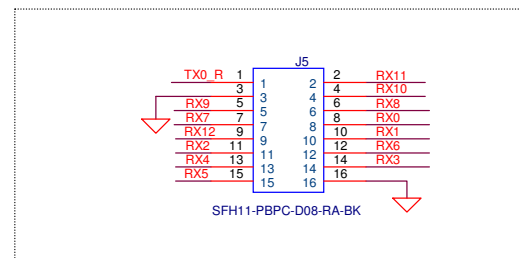 J5
TX0_R 1 1 2 2 RX11
3 3 4 4 RX10
RX9 5 5 6 6 RX8
RX7 7 7 8 8 RX0
RX12 9 9 10 10 RX1
RX2 11 11 12 12 RX6
RX4 13 13 14 14 RX3
RX5 15 15 16 16
SFH11-PBPC-D08-RA-BK